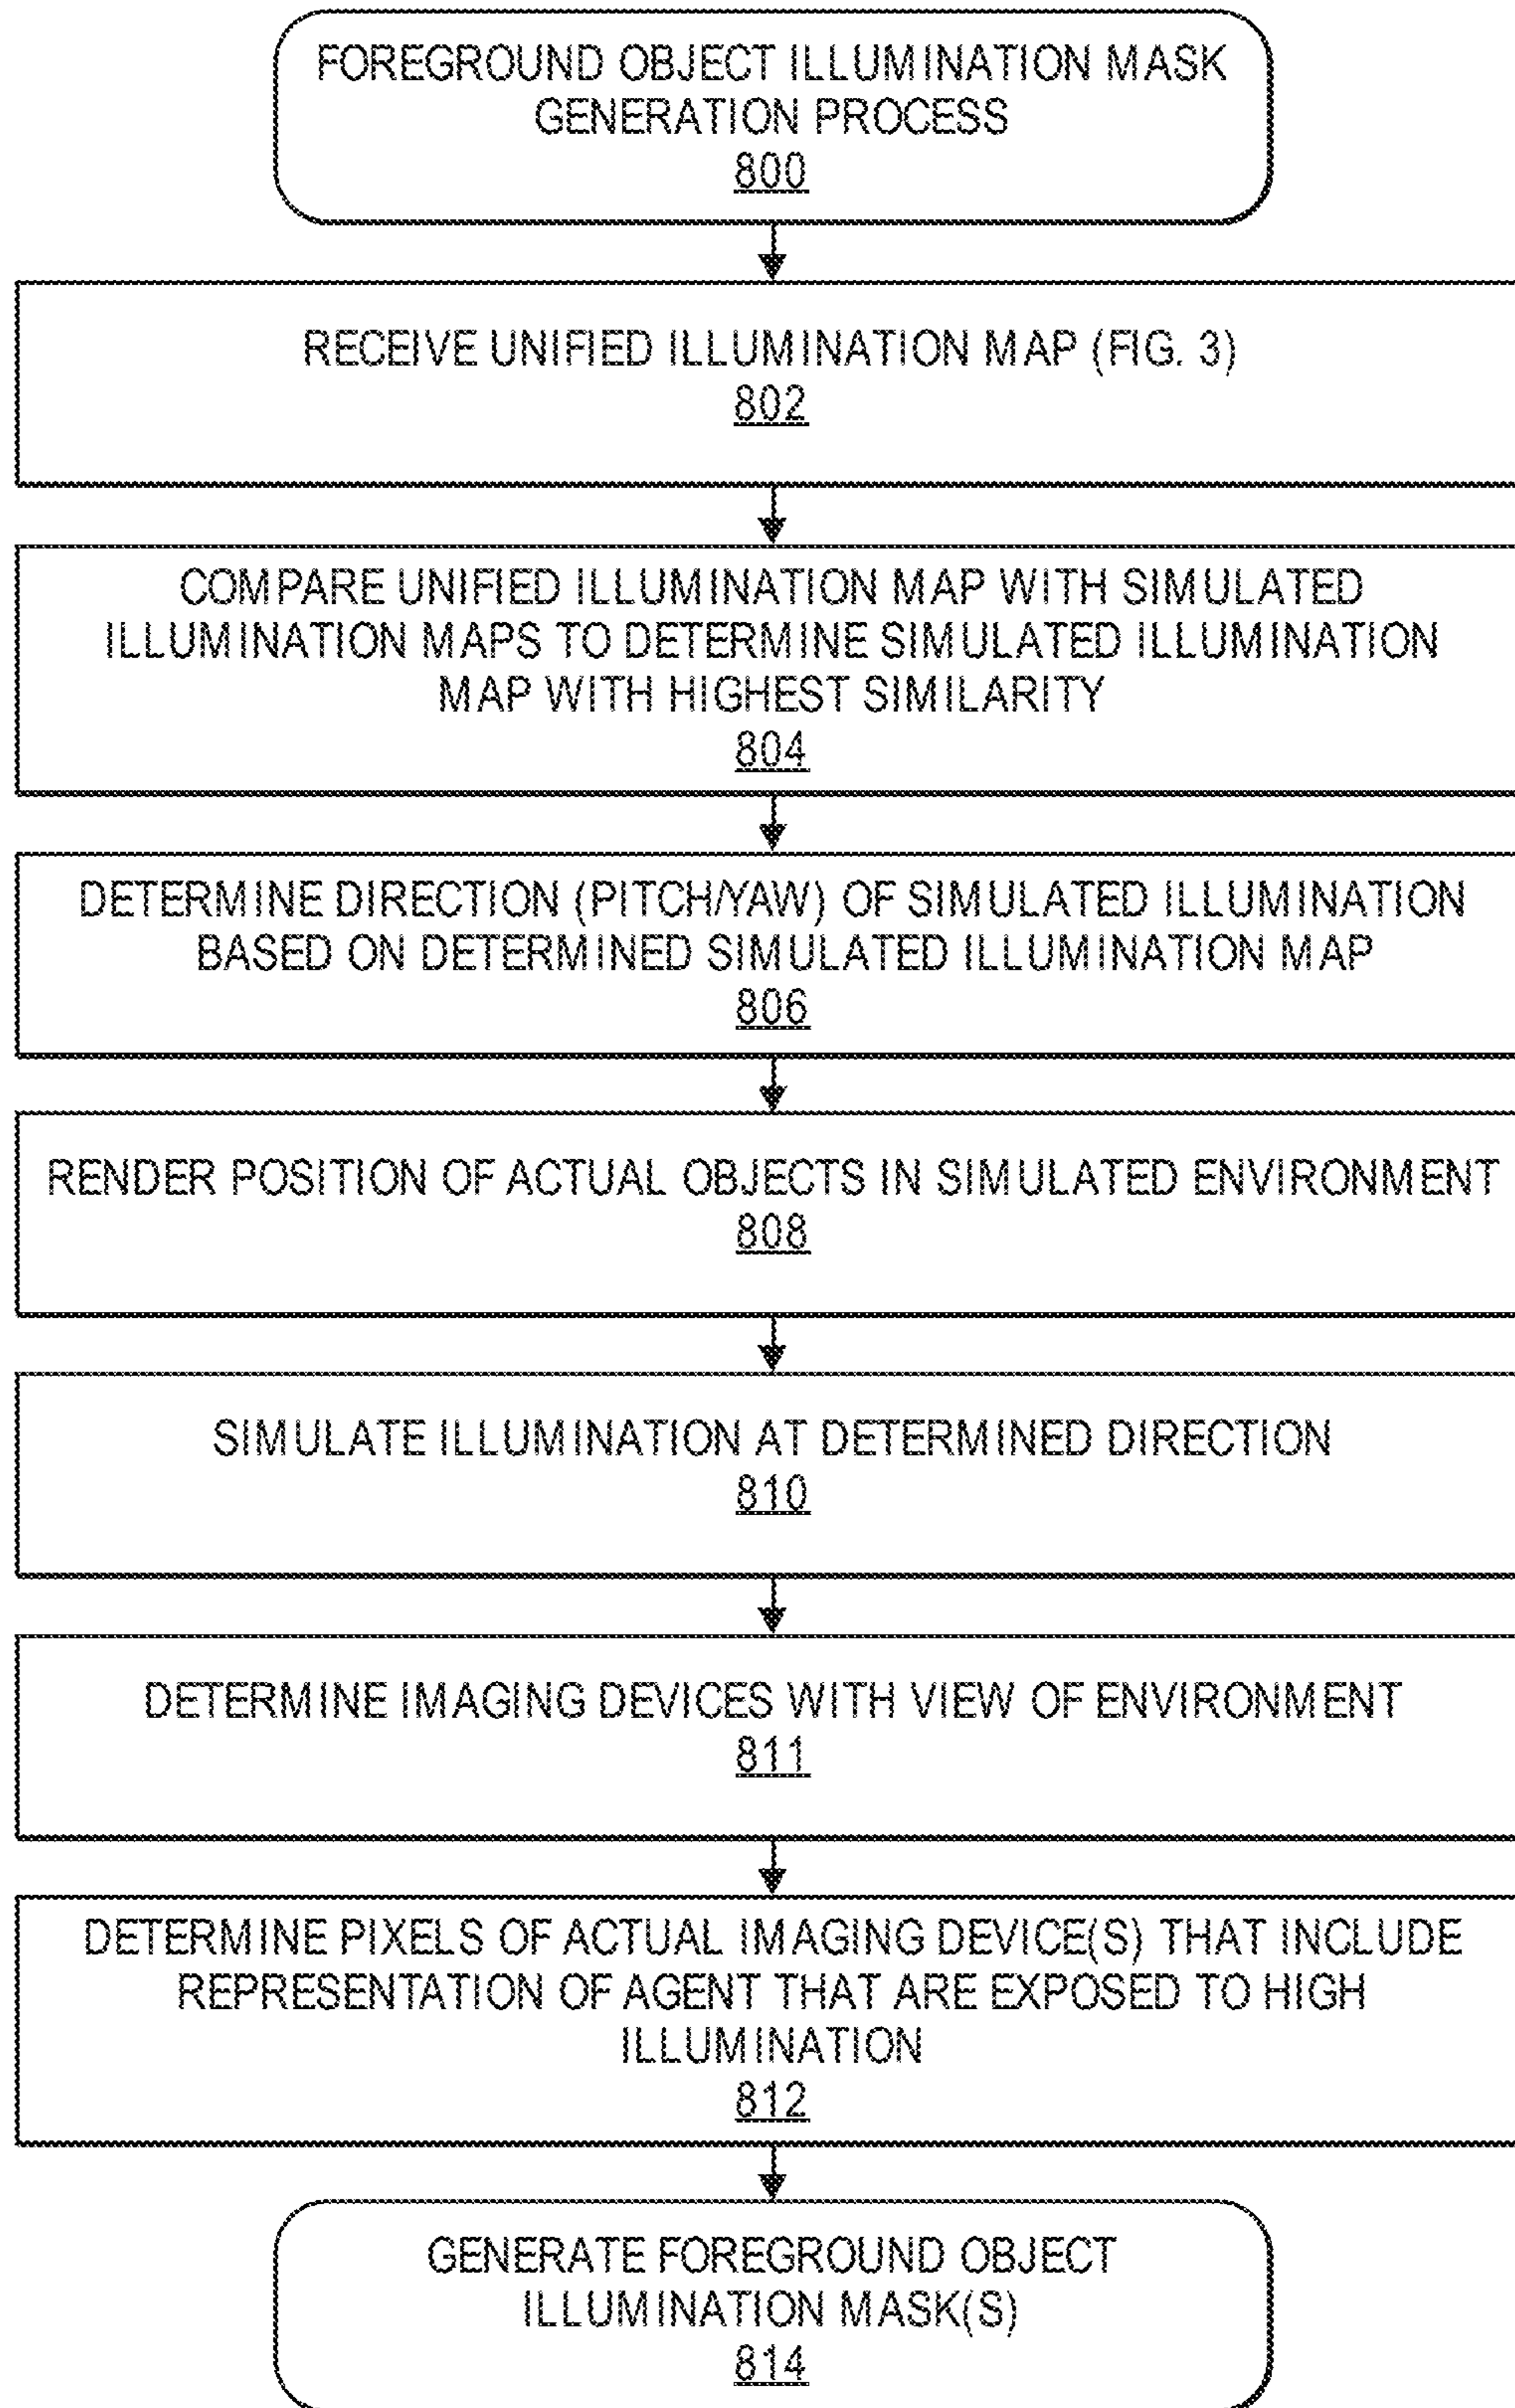 FOREGROUND OBJECT ILLUMINATION MASK
GENERATION PROCESS
800
RECEIVE UNIFIED ILLUMINATION MAP (FIG. 3)
802
COMPARE UNIFIED ILLUMINATION MAP WITH SIMULATED
ILLUMINATION MAPS TO DETERMINE SIMULATED ILLUMINATION
MAP WITH HIGHEST SIMILARITY
804
DETERMINE DIRECTION (PITCH/YAW) OF SIMULATED ILLUMINATION
BASED ON DETERMINED SIMULATED ILLUMINATION MAP
806
RENDER POSITION OF ACTUAL OBJECTS IN SIMULATED ENVIRONMENT
808
SIMULATE ILLUMINATION AT DETERMINED DIRECTION
810
DETERMINE IMAGING DEVICES WITH VIEW OF ENVIRONMENT
811
DETERMINE PIXELS OF ACTUAL IMAGING DEVICE(S) THAT INCLUDE
REPRESENTATION OF AGENT THAT ARE EXPOSED TO HIGH
ILLUMINATION
812
GENERATE FOREGROUND OBJECT
ILLUMINATION MASK(S)
814